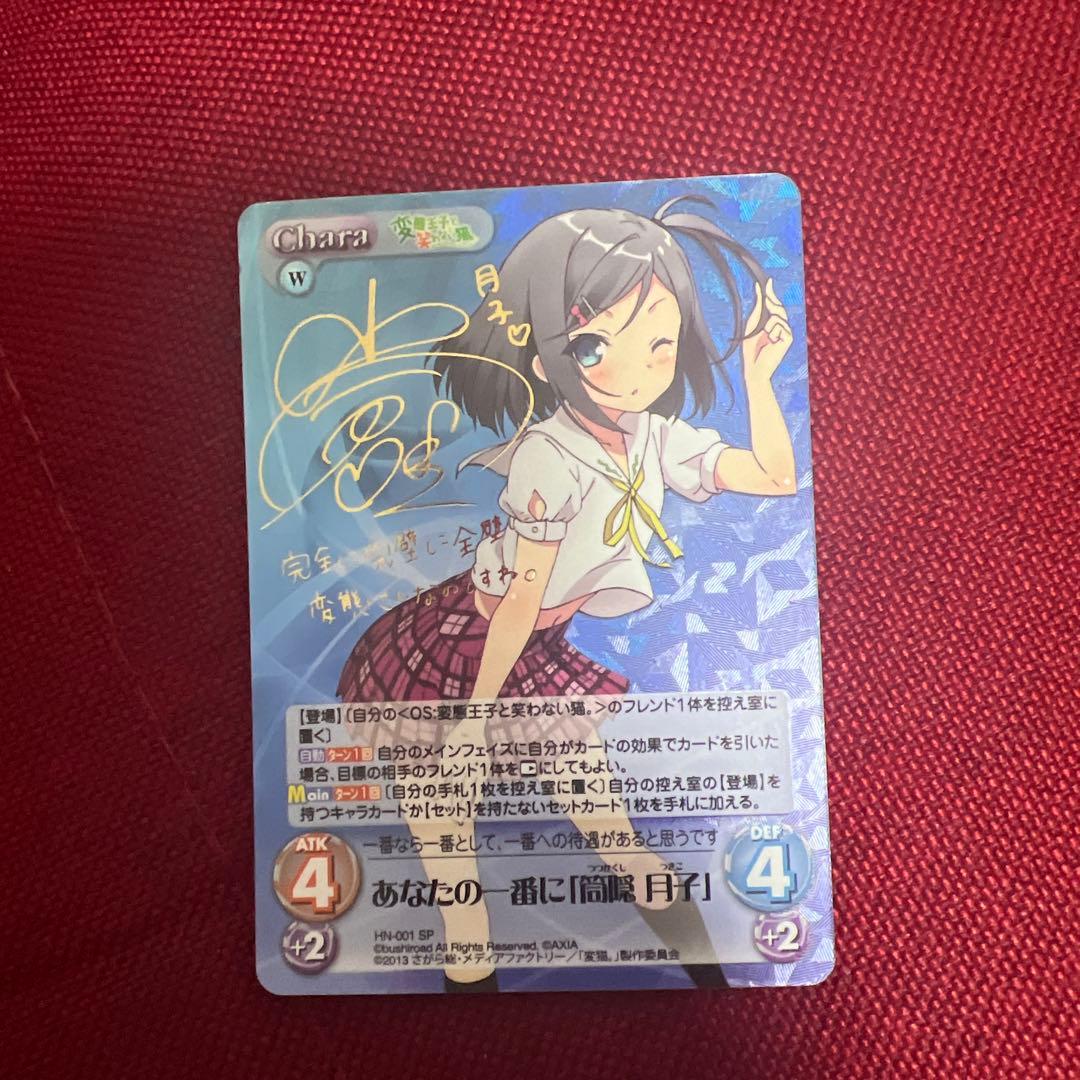 Chara
変態王子と笑わない猫
W
月子♡
【登場】〔自分の<OS:変態王子と笑わない猫。>のフレンド1体を控え室に
置く〕
自動 ターン1回 自分のメインフェイズに自分がカードの効果でカードを引いた
場合、目標の相手のフレンド1体を にしてもよい。
Main ターン1回 〔自分の手札1枚を控え室に置く〕自分の控え室の【登場】を
持つキャラカードか【セット】を持たないセットカード1枚を手札に加える。
一番なら一番として、一番への待遇があると思うです
ATK
4
+2
つつかくし つきこ
あなたの一番に「筒隠 月子」
DEF
4
+2
HN-001 SP
©bushiroad All Rights Reserved. ©AXIA
©2013 さがら総・メディアファクトリー/「変猫。」製作委員会